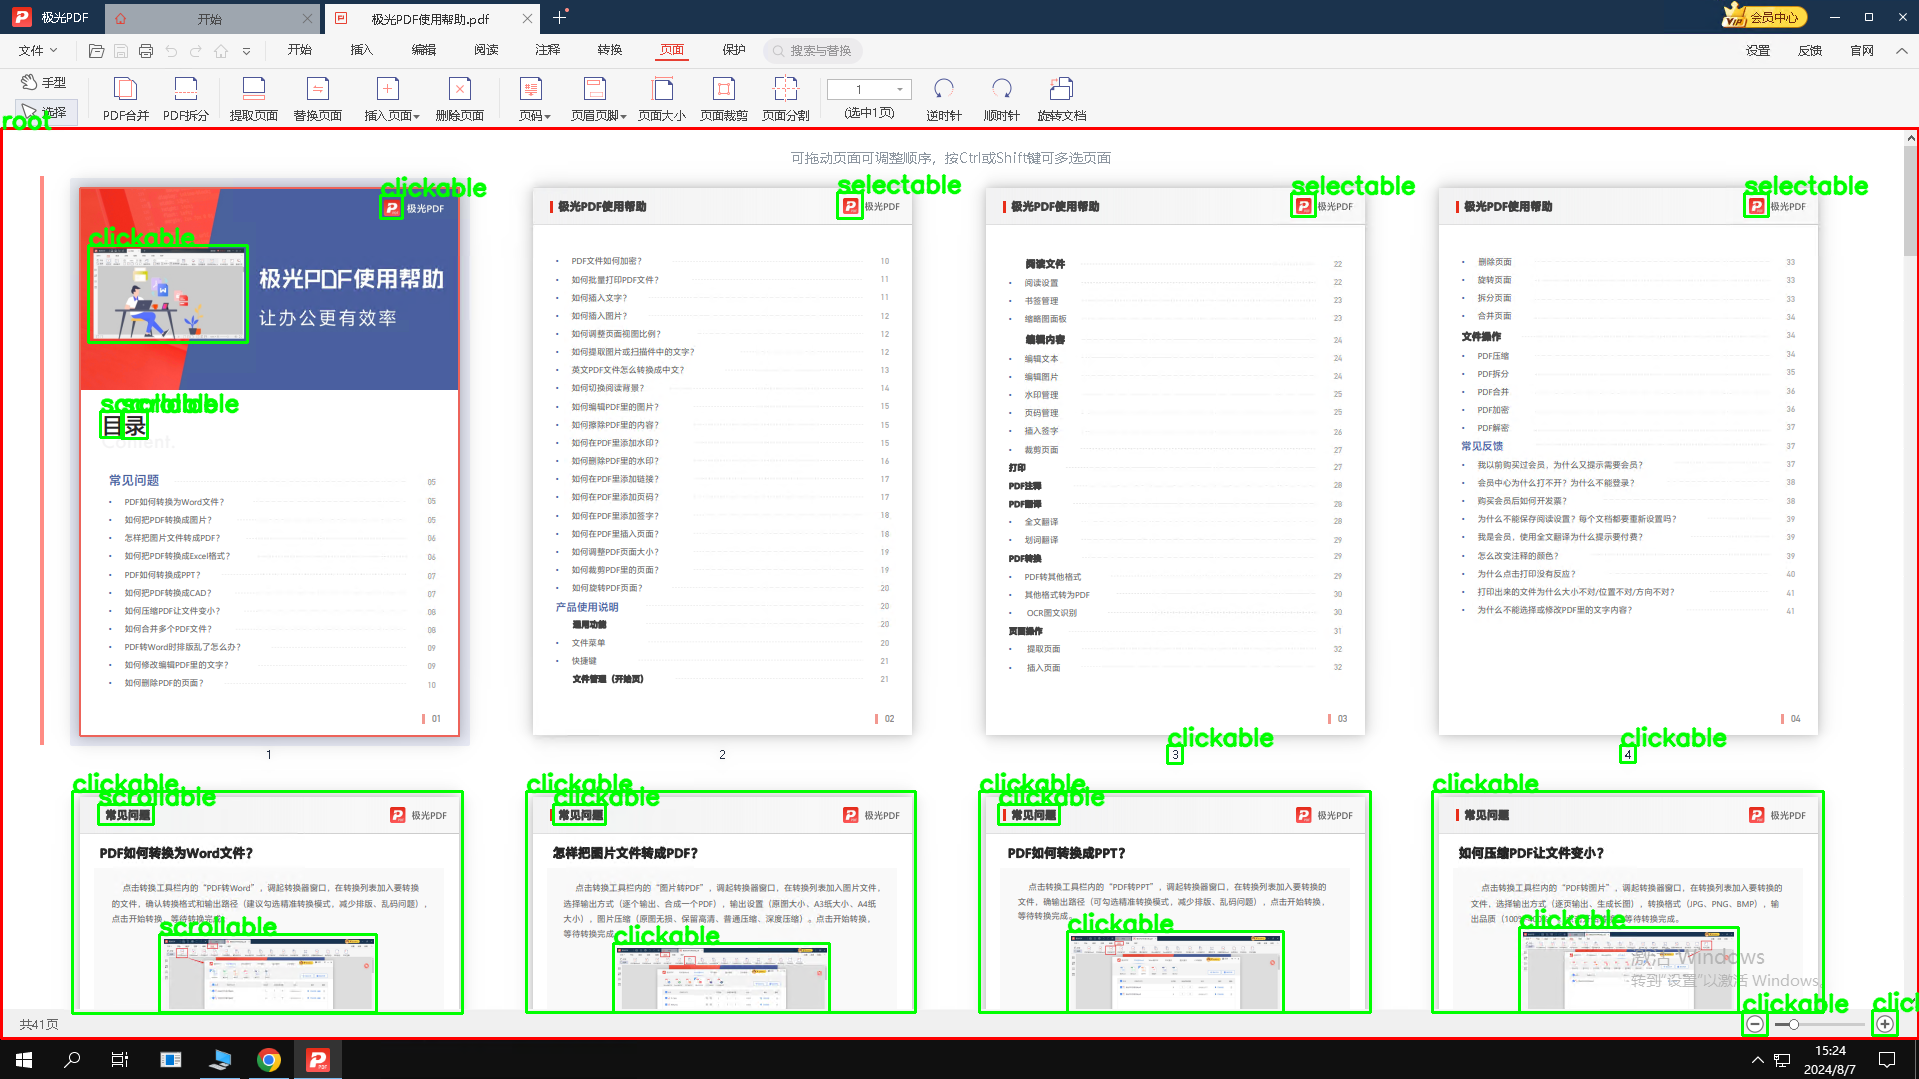 极光PDF
开始
极光PDF使用帮助.pdf
会员中心
文件
开始
插入
编辑
阅读
注释
转换
页面
保护
搜索与替换
设置
反馈
官网
手型
选择
PDF合并
PDF拆分
提取页面
替换页面
插入页面
删除页面
页码
页眉页脚
页面大小
页面裁剪
页面分割
1
(选中1页)
逆时针
顺时针
旋转文档
root
可拖动页面可调整顺序，按Ctrl或Shift键可多选页面
clickable
极光PDF
clickable
极光PDF使用帮助
让办公更有效率
scrollable
目录
Content.
常见问题 05
PDF如何转换为Word文件？ 05
如何把PDF转换成图片？ 05
怎样把图片文件转成PDF？ 06
如何把PDF转换成Excel格式？ 06
PDF如何转换成PPT？ 07
如何把PDF转换成CAD？ 07
如何压缩PDF让文件变小？ 08
如何合并多个PDF文件？ 08
PDF转Word时排版乱了怎么办？ 09
如何修改编辑PDF里的文字？ 09
如何删除PDF的页面？ 10
01
1
极光PDF使用帮助
selectable
极光PDF
PDF文件如何加密？ 10
如何批量打印PDF文件？ 11
如何插入文字？ 11
如何插入图片？ 12
如何调整页面视图比例？ 12
如何提取图片或扫描件中的文字？ 12
英文PDF文件怎么转换成中文？ 13
如何切换阅读背景？ 14
如何编辑PDF里的图片？ 15
如何擦除PDF里的内容？ 15
如何在PDF里添加水印？ 15
如何删除PDF里的水印？ 16
如何在PDF里添加链接？ 17
如何在PDF里添加页码？ 17
如何在PDF里添加签字？ 18
如何在PDF里插入页面？ 18
如何调整PDF页面大小？ 19
如何裁剪PDF里的页面？ 19
如何旋转PDF页面？ 20
产品使用说明 20
通用功能 20
文件菜单 20
快捷键 21
文件管理（开始页） 21
02
2
极光PDF使用帮助
selectable
极光PDF
阅读文件 22
阅读设置 22
书签管理 23
缩略图面板 23
编辑内容 24
编辑文本 24
编辑图片 24
水印管理 25
页码管理 25
插入签字 26
裁剪页面 27
打印 27
PDF注释 28
PDF翻译 28
全文翻译 28
划词翻译 29
PDF转换 29
PDF转其他格式 29
其他格式转为PDF 30
OCR图文识别 30
页面操作 31
提取页面 32
插入页面 32
03
clickable
3
极光PDF使用帮助
selectable
极光PDF
删除页面 33
旋转页面 33
拆分页面 33
合并页面 34
文件操作 34
PDF压缩 34
PDF拆分 35
PDF合并 36
PDF加密 36
PDF解密 37
常见反馈 37
我以前购买过会员，为什么又提示需要会员？ 37
会员中心为什么打不开？为什么不能登录？ 38
购买会员后如何开发票？ 38
为什么不能保存阅读设置？每个文档都要重新设置吗？ 39
我是会员，使用全文翻译为什么提示要付费？ 39
怎么改变注释的颜色？ 39
为什么点击打印没有反应？ 40
打印出来的文件为什么大小不对/位置不对/方向不对？ 41
为什么不能选择或修改PDF里的文字内容？ 41
04
clickable
4
clickable
scrollable
常见问题
极光PDF
PDF如何转换为Word文件？
点击转换工具栏内的“PDF转Word”，调起转换器窗口，在转换列表加入要转换
的文件，确认转换格式和输出路径（建议勾选精准转换模式，减少排版、乱码问题），
点击开始转换，等待转换完成。
scrollable
clickable
clickable
常见问题
极光PDF
怎样把图片文件转成PDF？
点击转换工具栏内的“图片转PDF”，调起转换器窗口，在转换列表加入图片文件，
选择输出方式（逐个输出、合成一个PDF），输出设置（原图大小、A3纸大小、A4纸
大小），图片压缩（原图无损、保留高清、普通压缩、深度压缩）。点击开始转换，
等待转换完成。
clickable
clickable
clickable
常见问题
极光PDF
PDF如何转换成PPT？
点击转换工具栏内的“PDF转PPT”，调起转换器窗口，在转换列表加入要转换的
文件，确输出路径（可勾选精准转换模式，减少排版、乱码问题），点击开始转换，
等待转换完成。
clickable
clickable
常见问题
极光PDF
如何压缩PDF让文件变小？
点击转换工具栏内的“PDF转图片”，调起转换器窗口，在转换列表加入要转换的
文件，选择输出方式（逐页输出、生成长图），转换格式（JPG、PNG、BMP），输
出品质（100%
等待转换完成。
clickable
激活 Windows
转到“设置”以激活 Windows。
clickable
共41页
15:24
2024/8/7